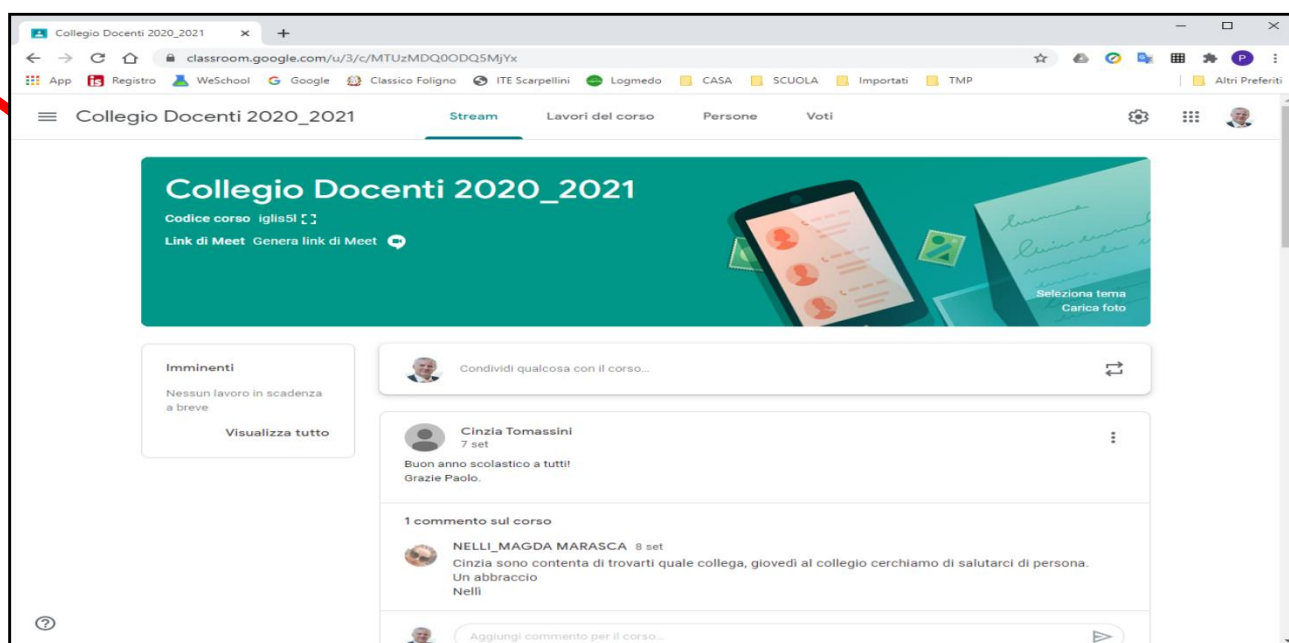 Collegio Docenti 2020_2021
classroom.google.com/u/3/c/MTUzMDQ0ODQ5MjYx
P
App is Registro WeSchool G Google Classico Foligno ITE Scarpellini Logmedo CASA SCUOLA Importati TMP Altri Preferiti
Collegio Docenti 2020_2021 Stream Lavori del corso Persone Voti
Collegio Docenti 2020_2021
Codice corso iglis5l
Link di Meet Genera link di Meet
Seleziona tema
Carica foto
Imminenti
Nessun lavoro in scadenza
a breve
Visualizza tutto
Condividi qualcosa con il corso...
Cinzia Tomassini
7 set
Buon anno scolastico a tutti!
Grazie Paolo.
1 commento sul corso
NELLI_MAGDA MARASCA 8 set
Cinzia sono contenta di trovarti quale collega, giovedì al collegio cerchiamo di salutarci di persona.
Un abbraccio
Nellì
Aggiungi commento per il corso...